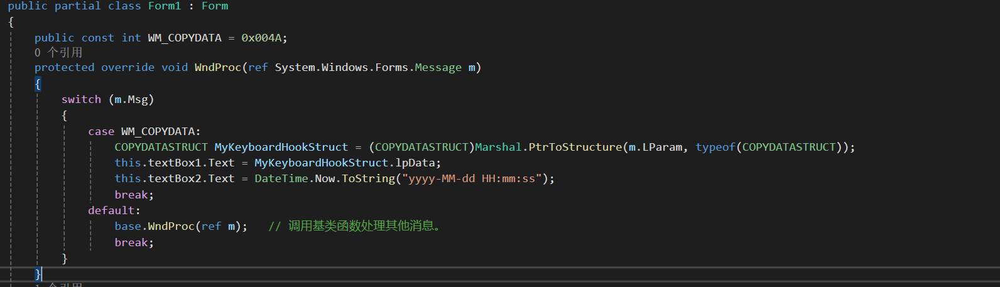 public partial class Form1 : Form
{
public const int WM_COPYDATA = 0x004A;
0 个引用
protected override void WndProc(ref System.Windows.Forms.Message m)
{
switch (m.Msg)
{
case WM_COPYDATA:
COPYDATASTRUCT MyKeyboardHookStruct = (COPYDATASTRUCT)Marshal.PtrToStructure(m.LParam, typeof(COPYDATASTRUCT));
this.textBox1.Text = MyKeyboardHookStruct.lpData;
this.textBox2.Text = DateTime.Now.ToString("yyyy-MM-dd HH:mm:ss");
break;
default:
base.WndProc(ref m); // 调用基类函数处理其他消息。
break;
}
}